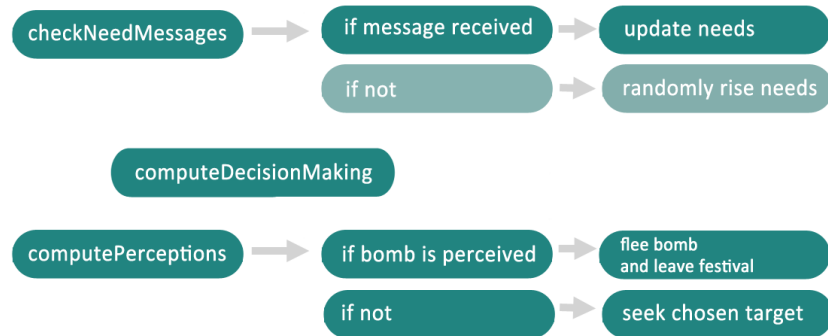 checkNeedMessages
if message received
update needs
if not
randomly rise needs
computeDecisionMaking
computePerceptions
if bomb is perceived
flee bomb
and leave festival
if not
seek chosen target